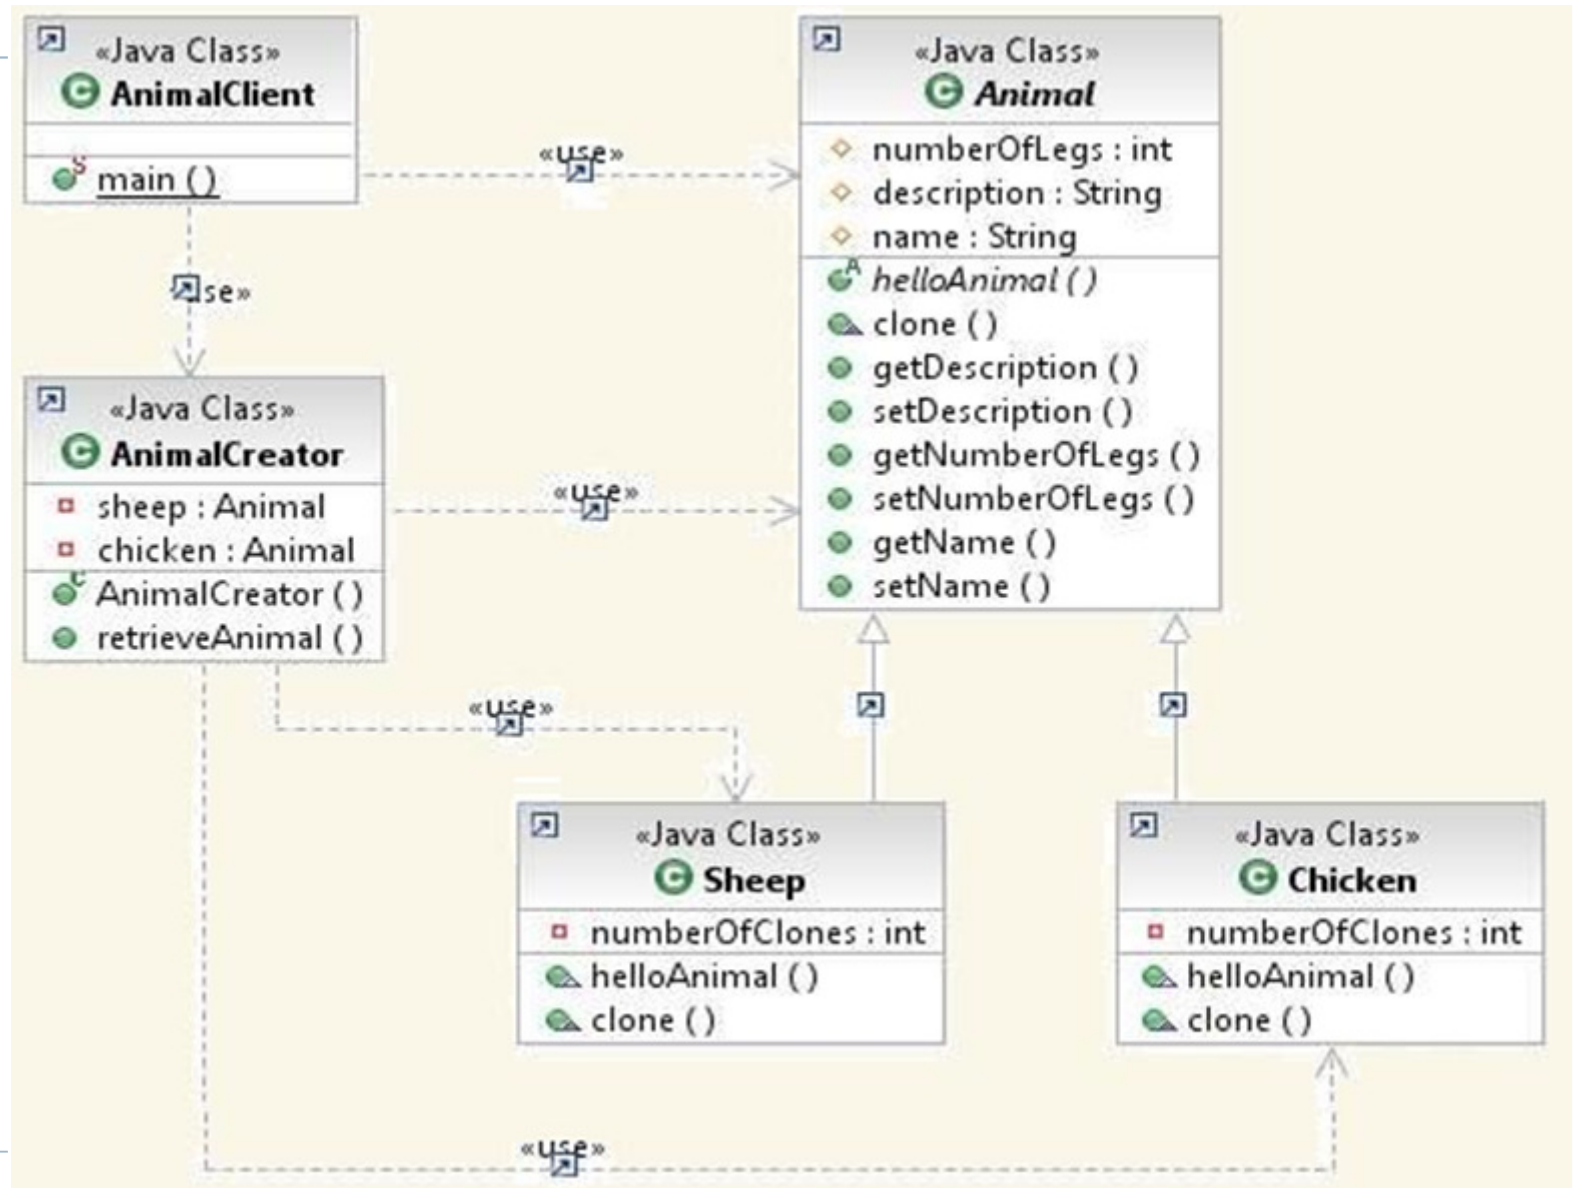 «Java Class»
AnimalClient
main ()
«use»
«use»
«Java Class»
Animal
numberOfLegs : int
description : String
name : String
helloAnimal ( )
clone ( )
getDescription ( )
setDescription ( )
getNumberOfLegs ( )
setNumberOfLegs ( )
getName ( )
setName ( )
«Java Class»
AnimalCreator
sheep : Animal
chicken : Animal
AnimalCreator ( )
retrieveAnimal ( )
«use»
«use»
«Java Class»
Sheep
numberOfClones : int
helloAnimal ( )
clone ( )
«Java Class»
Chicken
numberOfClones : int
helloAnimal ( )
clone ( )
«use»